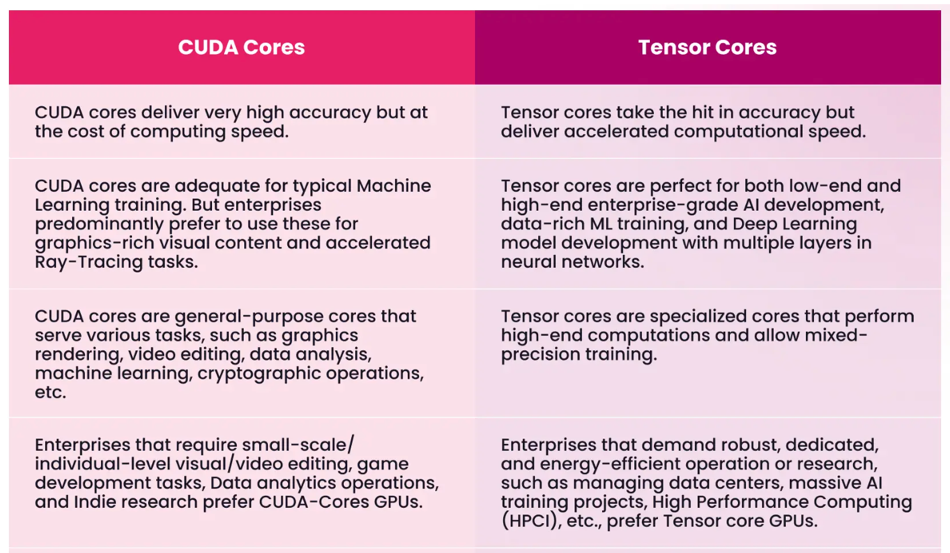 CUDA Cores
Tensor Cores
CUDA cores deliver very high accuracy but at
the cost of computing speed.
Tensor cores take the hit in accuracy but
deliver accelerated computational speed.
CUDA cores are adequate for typical Machine
Learning training. But enterprises
predominantly prefer to use these for
graphics-rich visual content and accelerated
Ray-Tracing tasks.
Tensor cores are perfect for both low-end and
high-end enterprise-grade AI development,
data-rich ML training, and Deep Learning
model development with multiple layers in
neural networks.
CUDA cores are general-purpose cores that
serve various tasks, such as graphics
rendering, video editing, data analysis,
machine learning, cryptographic operations,
etc.
Tensor cores are specialized cores that perform
high-end computations and allow mixed-
precision training.
Enterprises that require small-scale/
individual-level visual/video editing, game
development tasks, Data analytics operations,
and Indie research prefer CUDA-Cores GPUs.
Enterprises that demand robust, dedicated,
and energy-efficient operation or research,
such as managing data centers, massive AI
training projects, High Performance Computing
(HPCI), etc., prefer Tensor core GPUs.